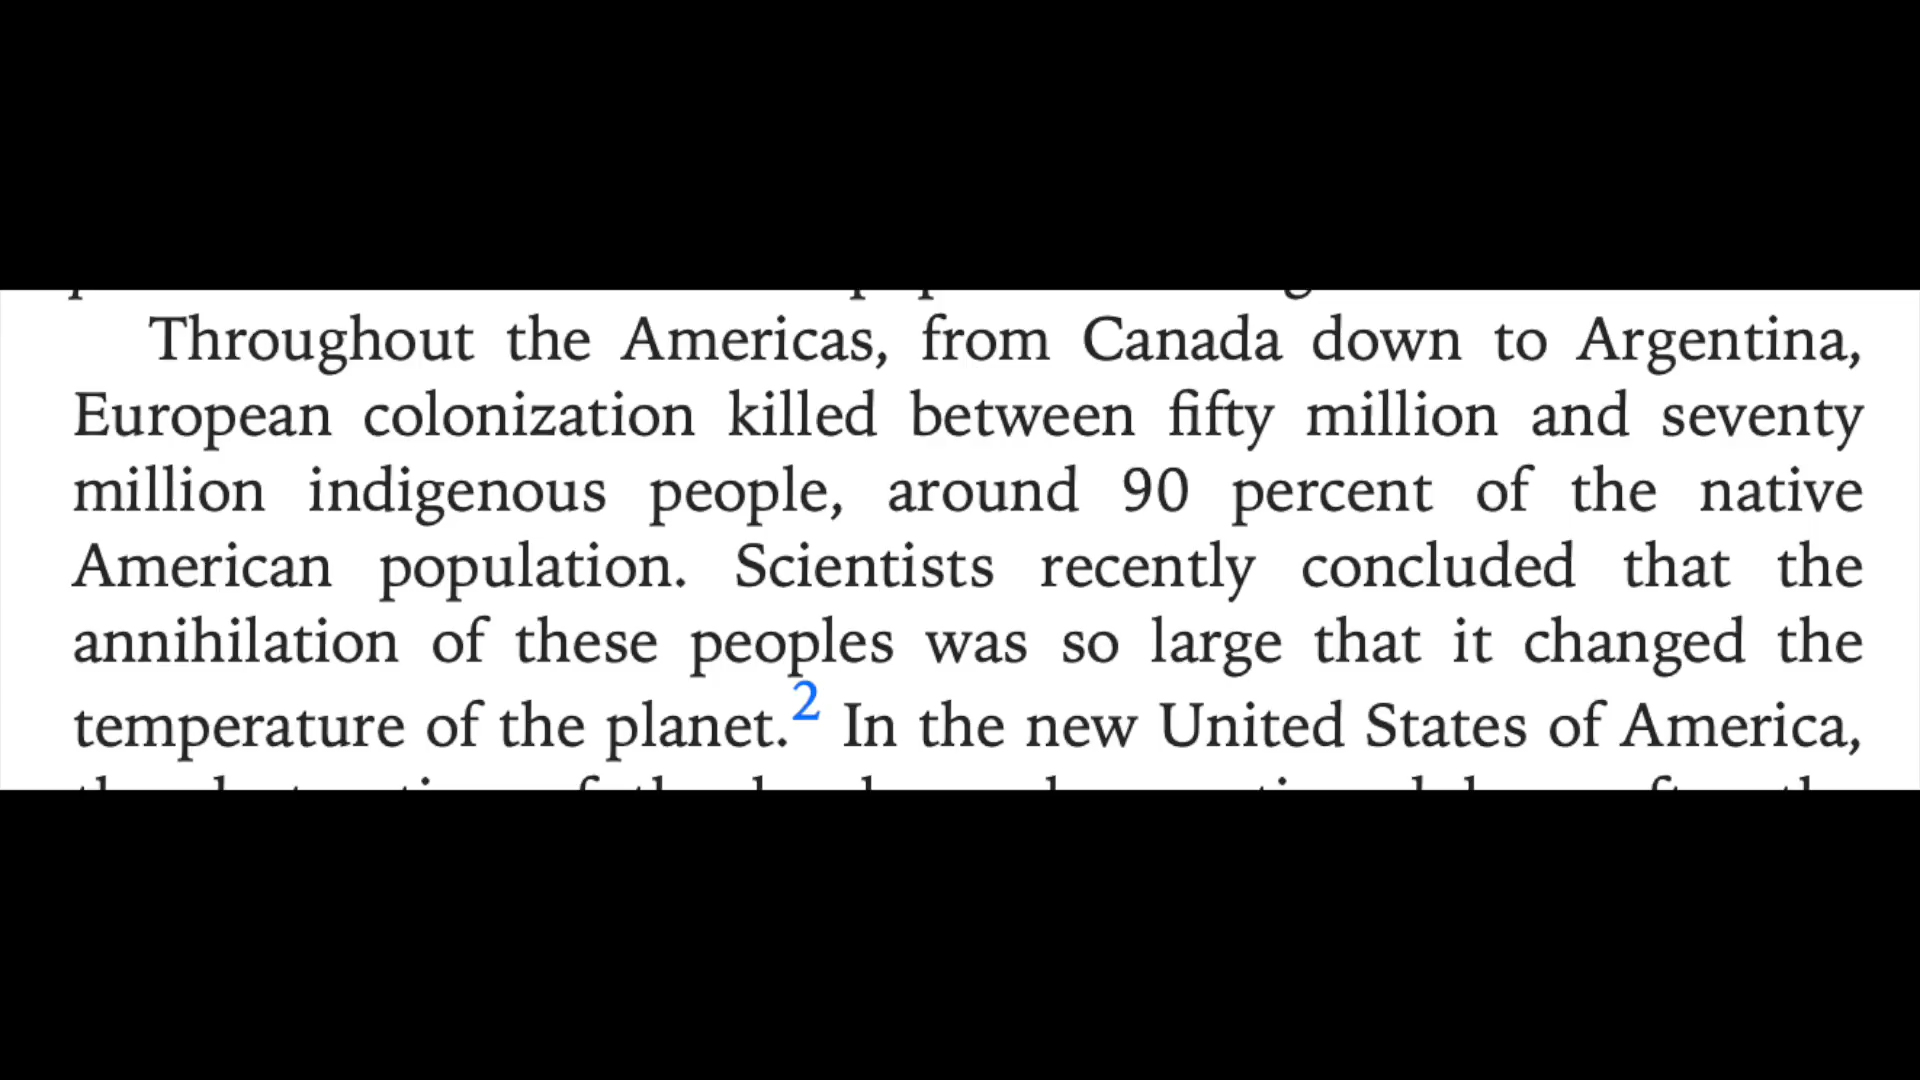 Throughout the Americas, from Canada down to Argentina,
European colonization killed between fifty million and seventy
million indigenous people, around 90 percent of the native
American population. Scientists recently concluded that the
annihilation of these peoples was so large that it changed the
temperature of the planet.2 In the new United States of America,